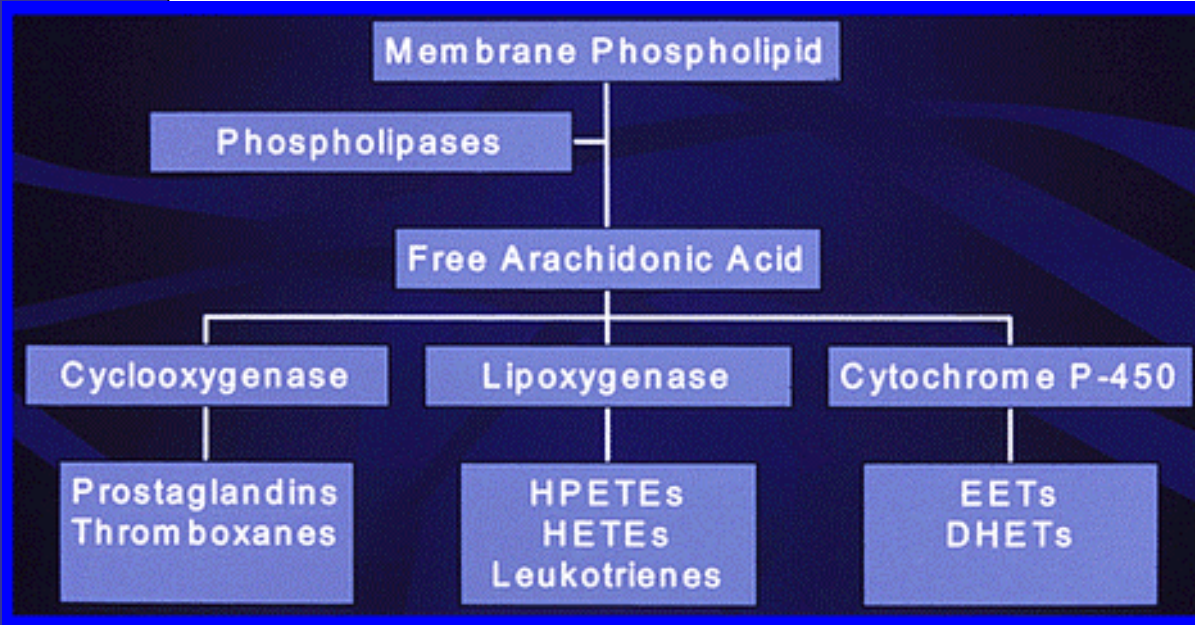 Membrane Phospholipid
Phospholipases
Free Arachidonic Acid
Cyclooxygenase
Lipoxygenase
Cytochrome P-450
Prostaglandins
Thromboxanes
HPETEs
HETEs
Leukotrienes
EETs
DHETs